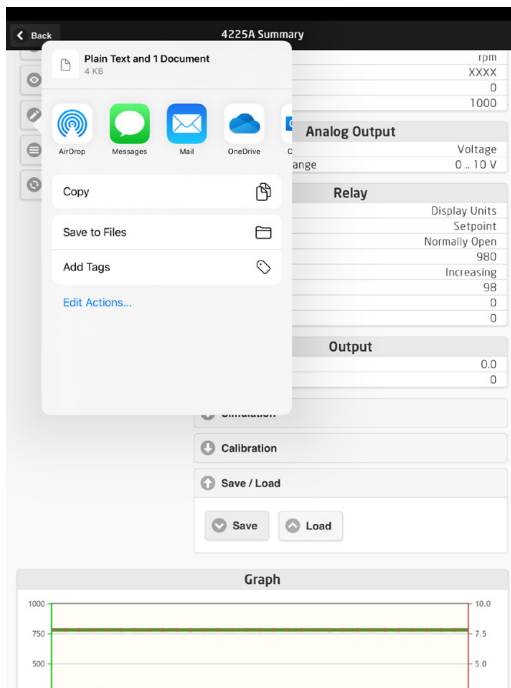 Back
4225A Summary
Plain Text and 1 Document
4 KB
AirDrop
Messages
Mail
OneDrive
Copy
Save to Files
Add Tags
Edit Actions...
rpm
XXXX
0
1000
Analog Output
Voltage
ange
0 .. 10 V
Relay
Display Units
Setpoint
Normally Open
980
Increasing
98
0
0
Output
0.0
0
Simulation
Calibration
Save / Load
Save
Load
Graph
1000
10.0
750
7.5
500
5.0